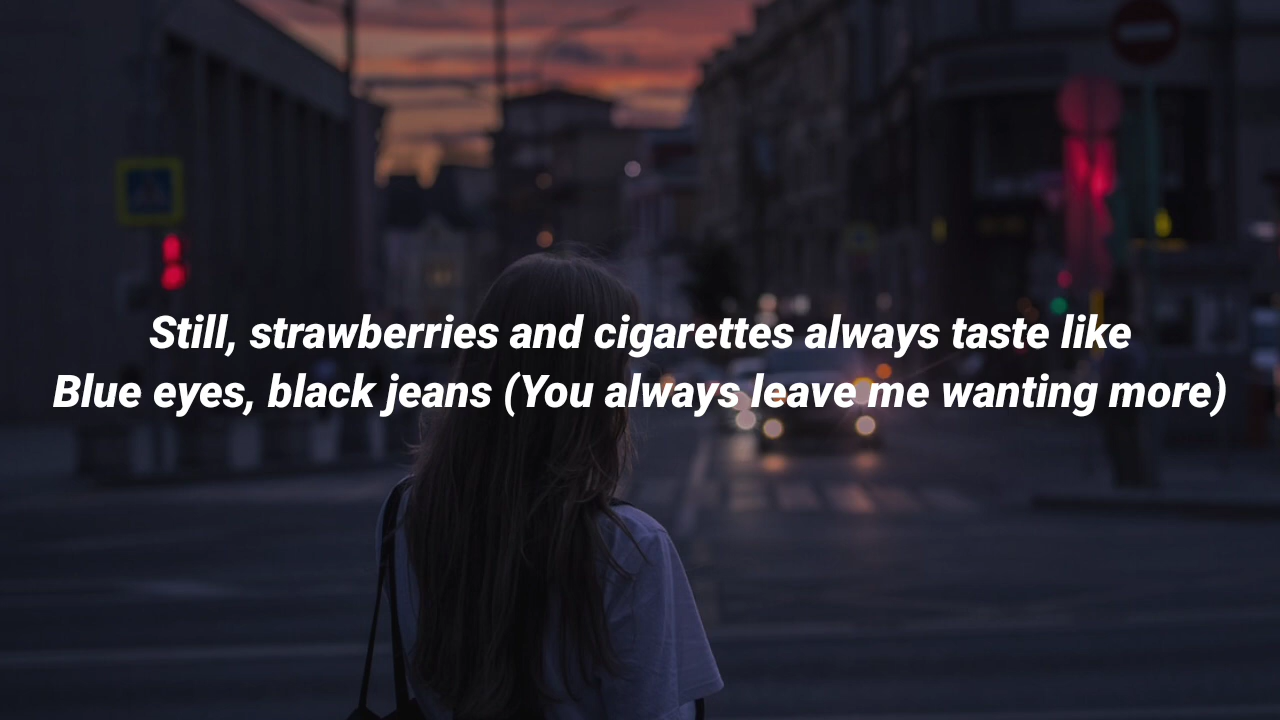 Still, strawberries and cigarettes always taste like
Blue eyes, black jeans (You always leave me wanting more)